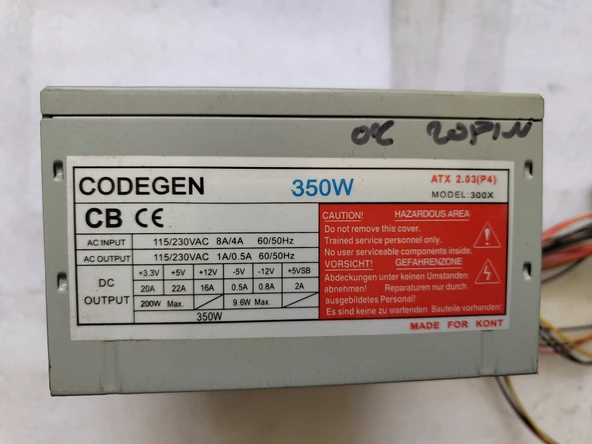 OK 20PIN
CODEGEN 350W ATX 2.03(P4)
MODEL:300X
CB CE
AC INPUT 115/230VAC 8A/4A 60/50Hz
AC OUTPUT 115/230VAC 1A/0.5A 60/50Hz
DC OUTPUT
+3.3V +5V +12V -5V -12V +5VSB
20A 22A 16A 0.5A 0.8A 2A
200W Max. 9.6W Max.
350W
CAUTION! HAZARDOUS AREA
Do not remove this cover.
Trained service personnel only.
No user serviceable components inside.
VORSICHT! GEFAHRENZONE
Abdeckungen unter keinen Umständen
abnehmen! Reparaturen nur durch
ausgebildetes Personal!
Es sind keine zu wartenden Bauteile vorhanden!
MADE FOR KONT